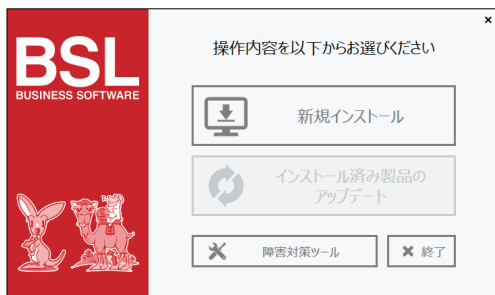 BSL
BUSINESS SOFTWARE
×
操作内容を以下からお選びください
新規インストール
インストール済み製品の
アップデート
障害対策ツール
終了